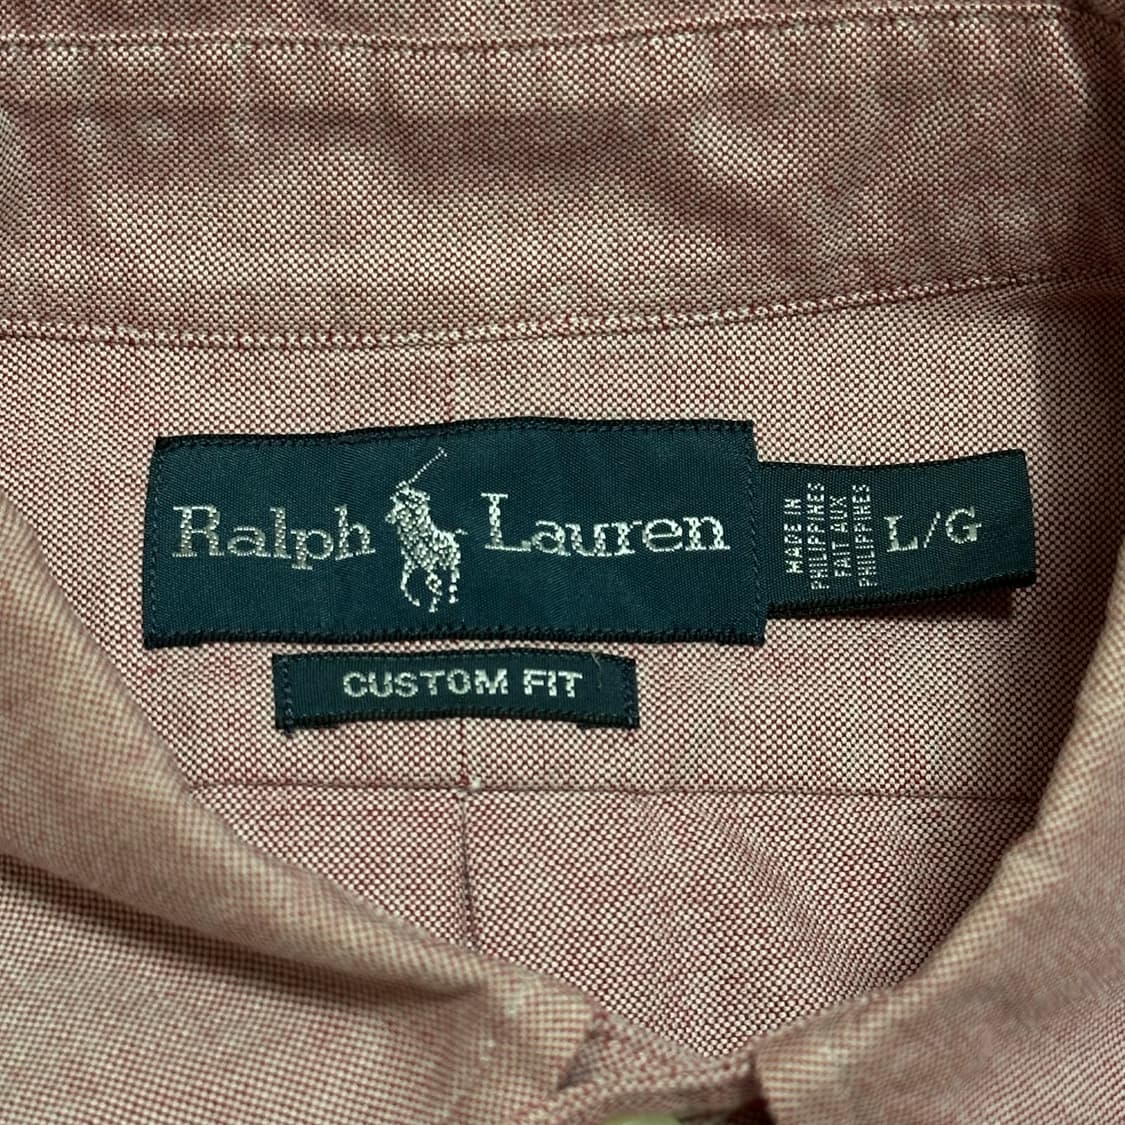 Ralph Lauren
MADE IN
PHILIPPINES
FAIT AUX
PHILIPPINES
L/G
CUSTOM FIT